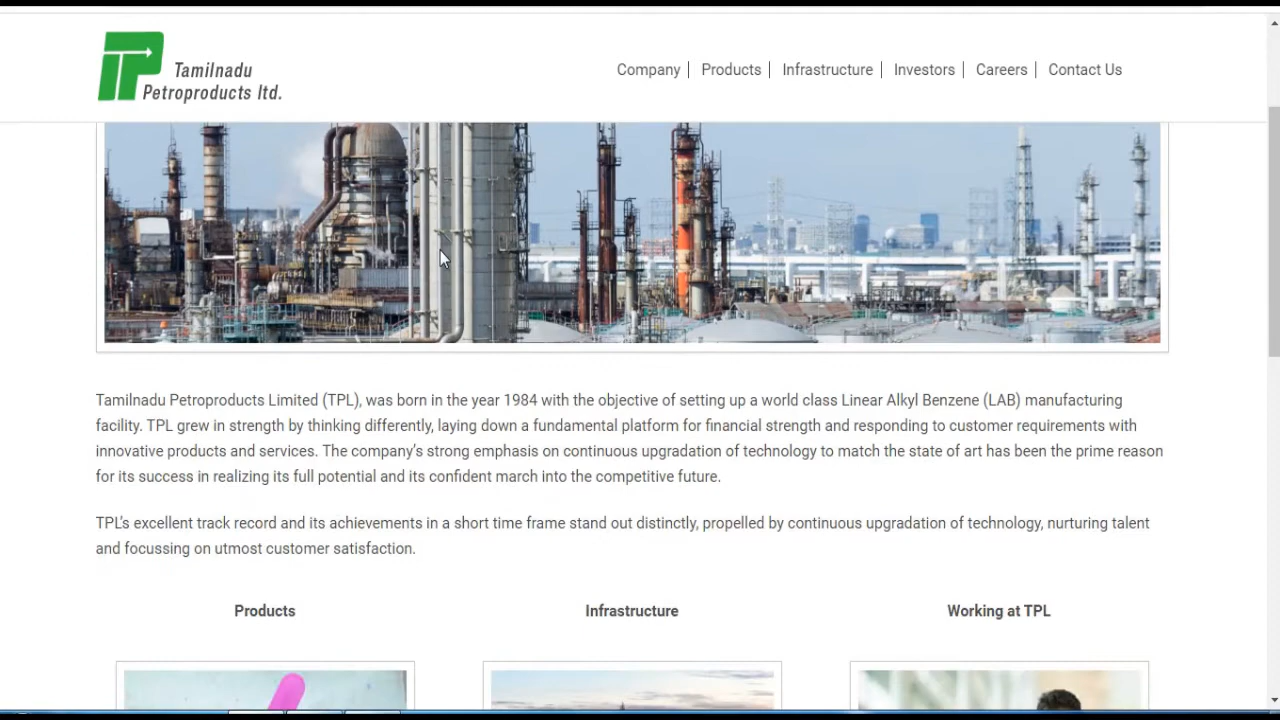 Tamilnadu
Petroproducts ltd.
Company
Products
Infrastructure
Investors
Careers
Contact Us
Tamilnadu Petroproducts Limited (TPL), was born in the year 1984 with the objective of setting up a world class Linear Alkyl Benzene (LAB) manufacturing
facility. TPL grew in strength by thinking differently, laying down a fundamental platform for financial strength and responding to customer requirements with
innovative products and services. The company's strong emphasis on continuous upgradation of technology to match the state of art has been the prime reason
for its success in realizing its full potential and its confident march into the competitive future.
TPL's excellent track record and its achievements in a short time frame stand out distinctly, propelled by continuous upgradation of technology, nurturing talent
and focussing on utmost customer satisfaction.
Products
Infrastructure
Working at TPL